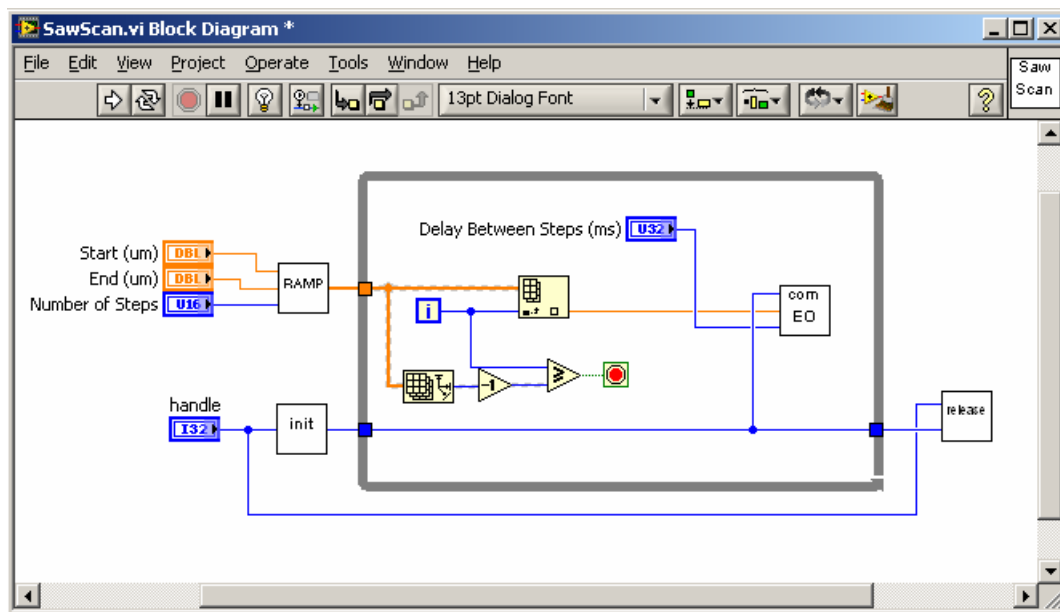 SawScan.vi Block Diagram *
File Edit View Project Operate Tools Window Help
Saw
Scan
13pt Dialog Font
?
Delay Between Steps (ms)
U32
Start (um)
DBL
End (um)
DBL
RAMP
Number of Steps
U16
i
com
EO
-1
≥
handle
I32
init
release